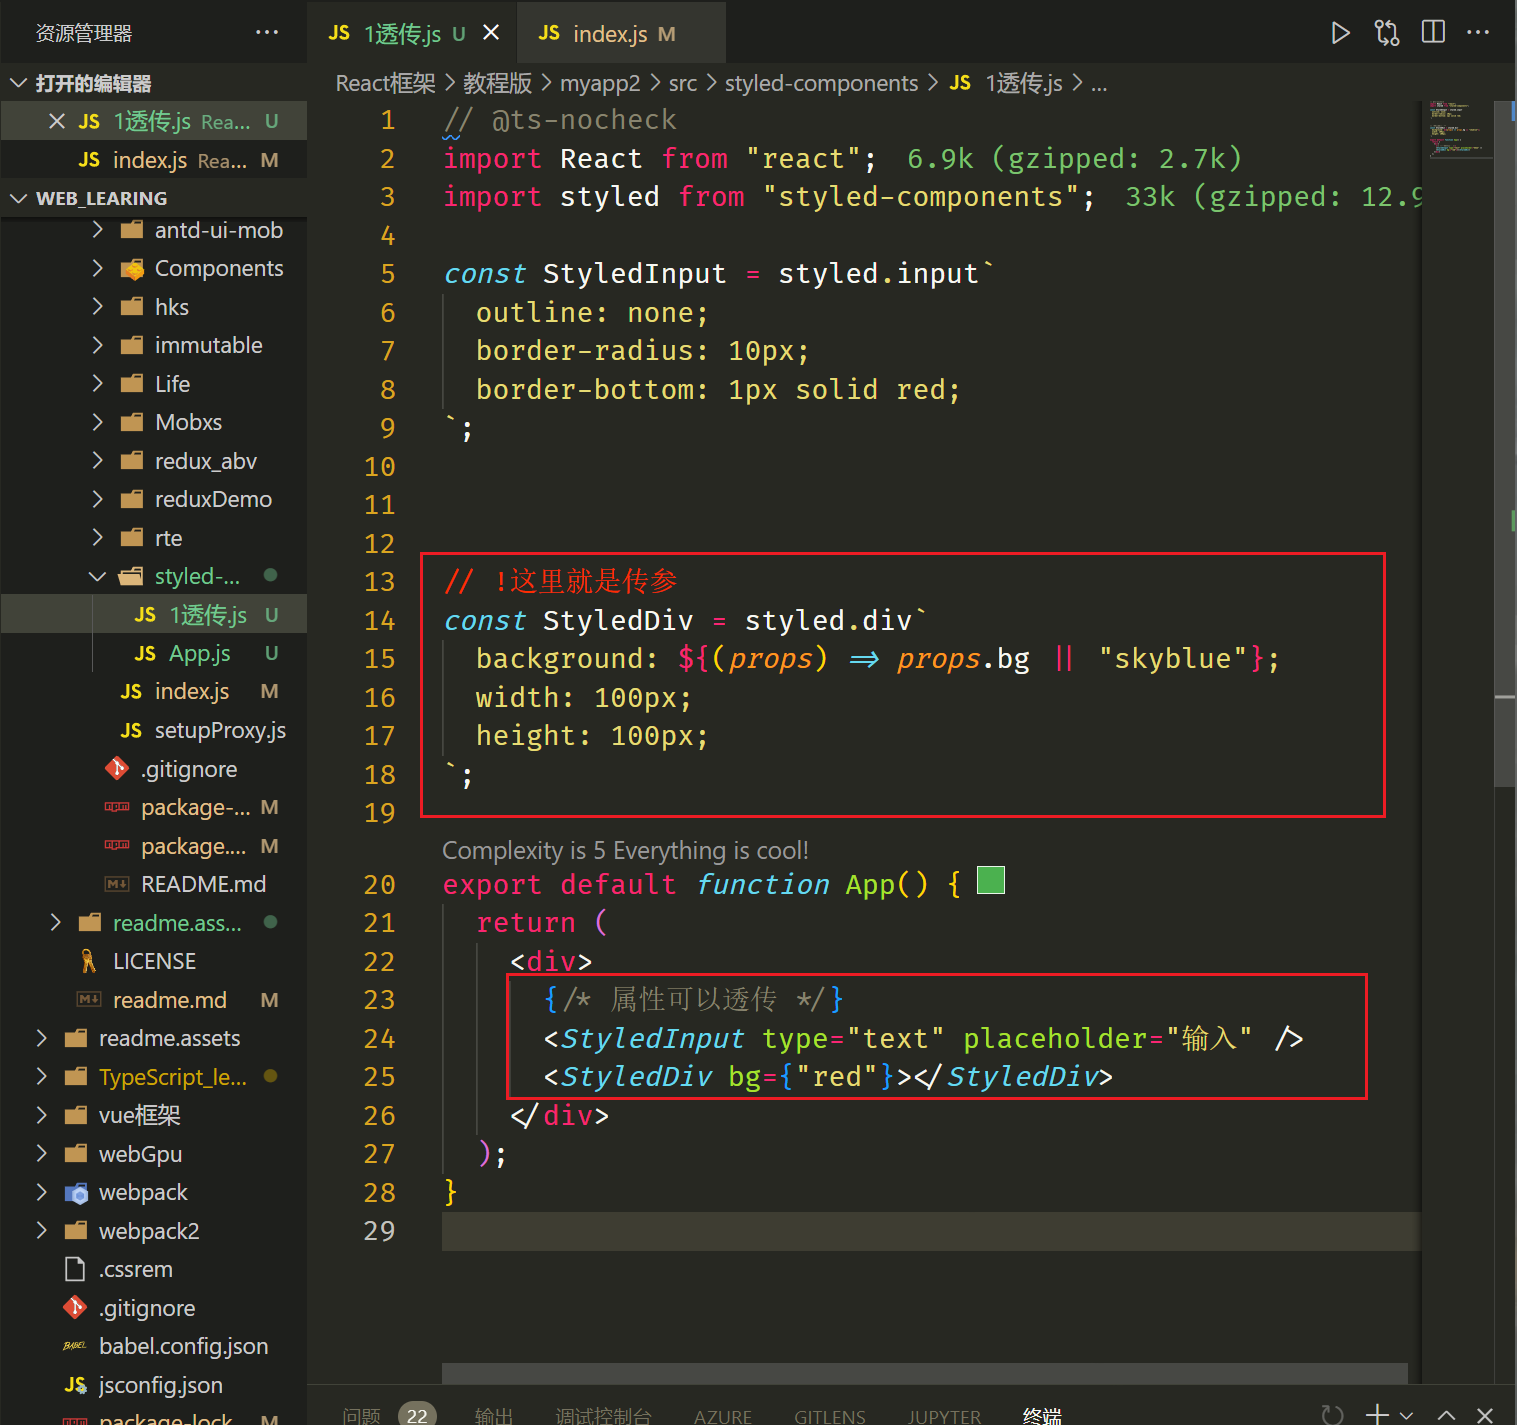 资源管理器 ···
打开的编辑器
JS 1透传.js Rea... U
JS index.js Rea... M
WEB_LEARING
antd-ui-mob
Components
hks
immutable
Life
Mobxs
redux_abv
reduxDemo
rte
styled-...
JS 1透传.js U
JS App.js U
JS index.js M
JS setupProxy.js
.gitignore
npm package-... M
npm package.... M
M↓ README.md
readme.ass...
LICENSE
M↓ readme.md M
readme.assets
TypeScript_le...
vue框架
webGpu
webpack
webpack2
.cssrem
.gitignore
BABEL babel.config.json
JS jsconfig.json
package-lock M
JS 1透传.js U JS index.js M
React框架 > 教程版 > myapp2 > src > styled-components > JS 1透传.js > ...
1 // @ts-nocheck
2 import React from "react"; 6.9k (gzipped: 2.7k)
3 import styled from "styled-components"; 33k (gzipped: 12.9
4
5 const StyledInput = styled.input`
6 outline: none;
7 border-radius: 10px;
8 border-bottom: 1px solid red;
9 `;
10
11
12
13 // !这里就是传参
14 const StyledDiv = styled.div`
15 background: ${(props) => props.bg || "skyblue"};
16 width: 100px;
17 height: 100px;
18 `;
19
Complexity is 5 Everything is cool!
20 export default function App() {
21 return (
22 <div>
23 {/* 属性可以透传 */}
24 <StyledInput type="text" placeholder="输入" />
25 <StyledDiv bg={"red"}></StyledDiv>
26 </div>
27 );
28 }
29
问题 22 输出 调试控制台 AZURE GITLENS JUPYTER 终端